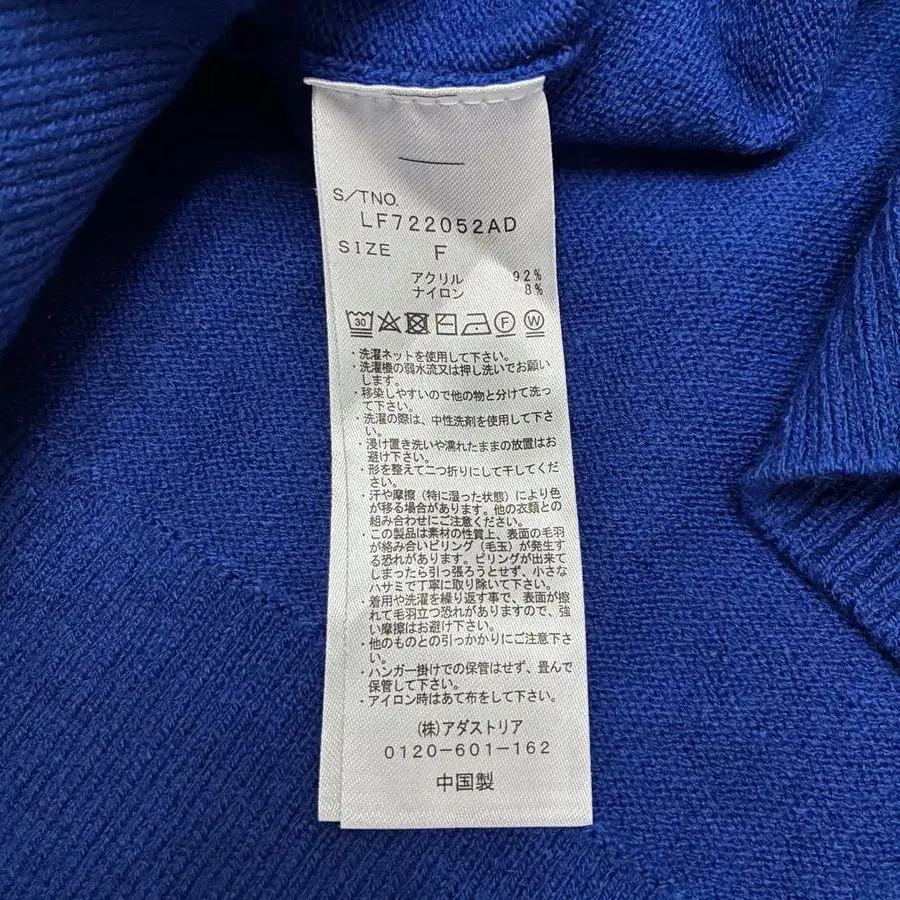 S/TNO.
LF722052AD
SIZE F
アクリル 92%
ナイロン 8%
30 F W
・洗濯ネットを使用して下さい。
・洗濯機の弱水流又は押し洗いでお願い
します。
・移染しやすいので他の物と分けて洗っ
て下さい。
・洗濯の際は、中性洗剤を使用して下さ
い。
・浸け置き洗いや濡れたままの放置はお
避け下さい。
・形を整えて二つ折りにして干してくだ
さい。
・汗や摩擦（特に湿った状態）により色
が移る場合があります。他の衣類との
組み合わせにご注意ください。
・この製品は素材の性質上、表面の毛羽
が絡み合いピリング（毛玉）が発生す
る恐れがあります。ピリングが出来て
しまったら引っ張ろうとせず、小さな
ハサミで丁寧に取り除いて下さい。
・着用や洗濯を繰り返す事で、表面が擦
れて毛羽立つ恐れがありますので、強
い摩擦はお避け下さい。
・他のものとの引っかかりにご注意下さ
い。
・ハンガー掛けでの保管はせず、畳んで
保管して下さい。
・アイロン時はあて布をして下さい。
(株)アダストリア
0120-601-162
中国製